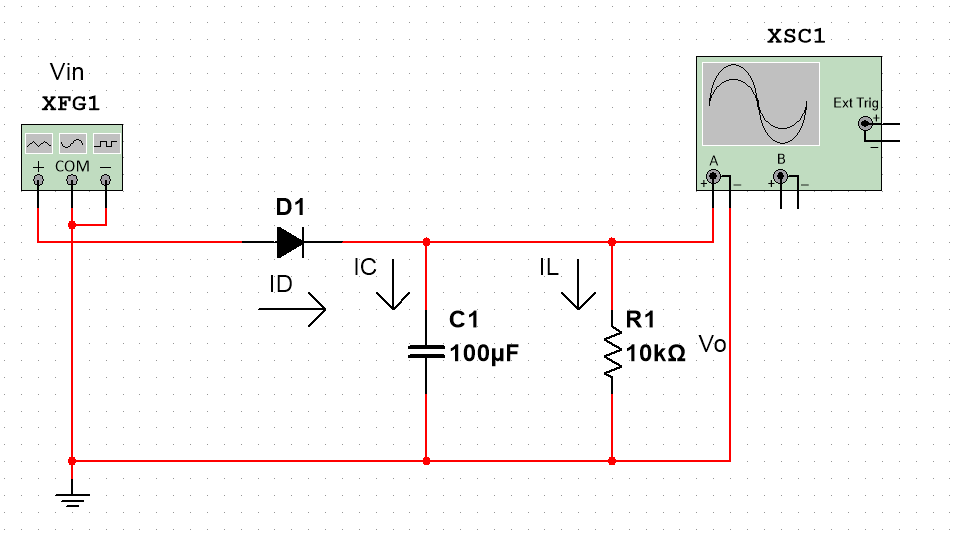 XSC1
Vin
XFG1
Ext Trig
+
−
+ COM −
A
B
+ −
+ −
D1
IC
IL
ID
C1
100µF
R1
10kΩ
Vo